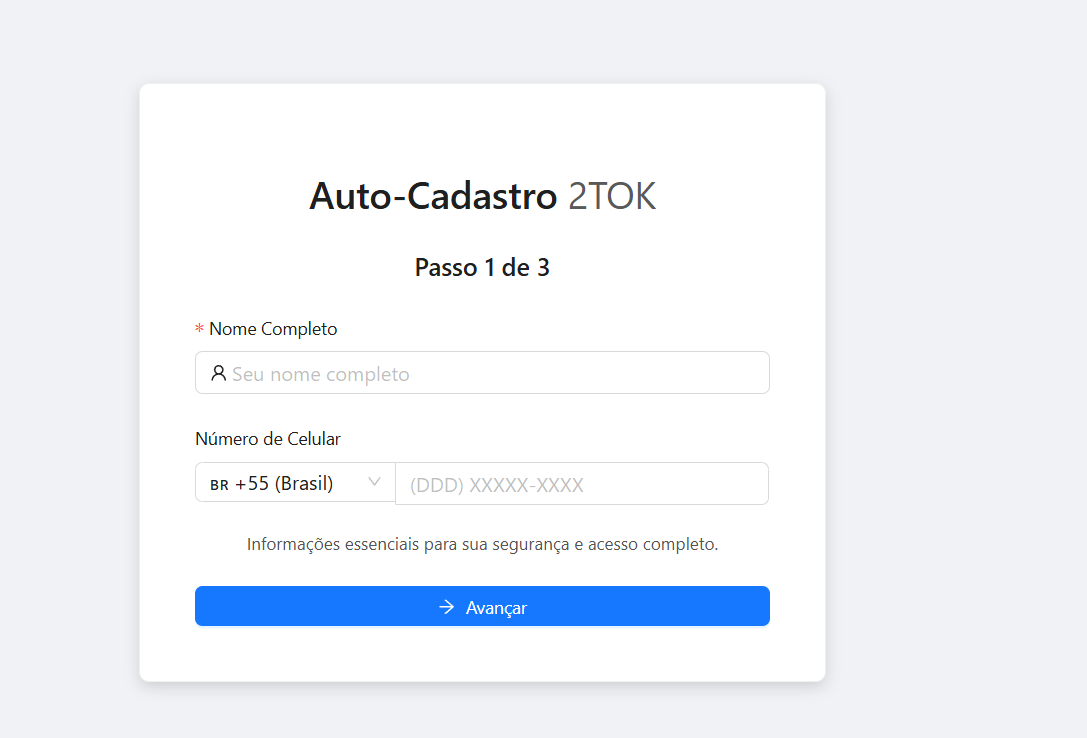 Auto-Cadastro 2TOK
Passo 1 de 3
* Nome Completo
Seu nome completo
Número de Celular
BR +55 (Brasil)
(DDD) XXXXX-XXXX
Informações essenciais para sua segurança e acesso completo.
→ Avançar